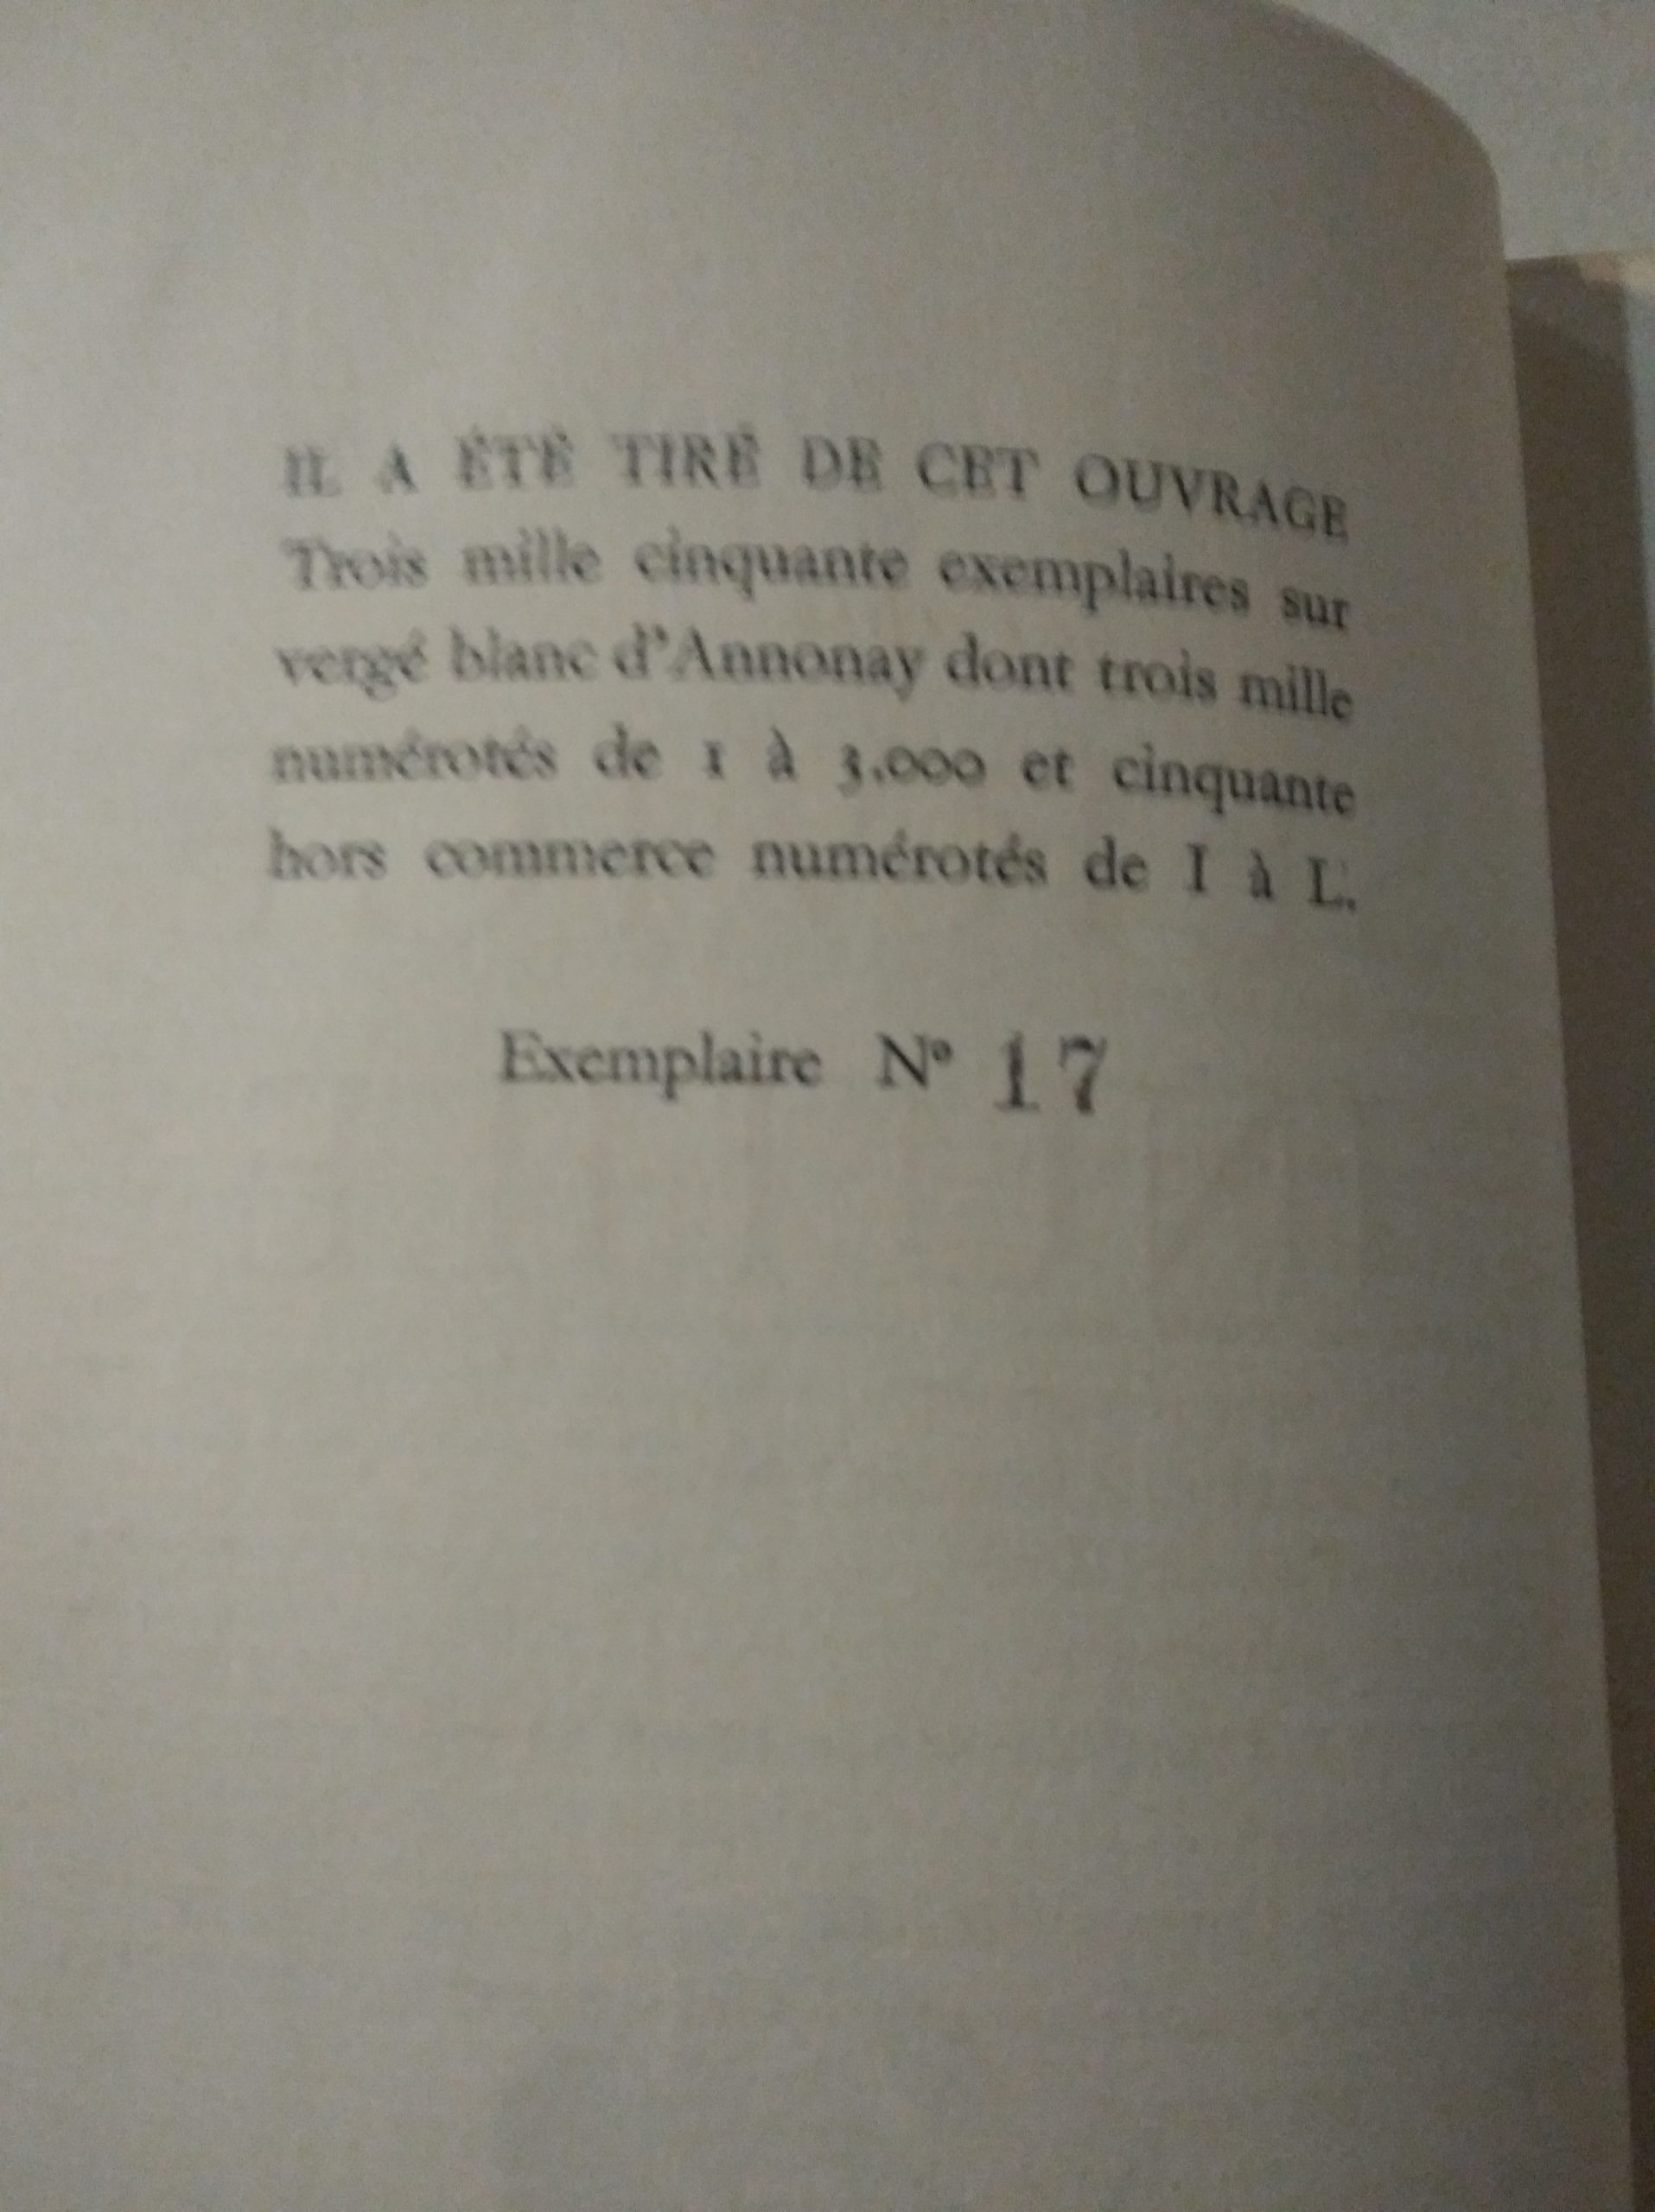 IL A ÉTÉ TIRÉ DE CET OUVRAGE
Trois mille cinquante exemplaires sur
vergé blanc d'Annonay dont trois mille
numérotés de 1 à 3.000 et cinquante
hors commerce numérotés de I à L.
Exemplaire N° 17